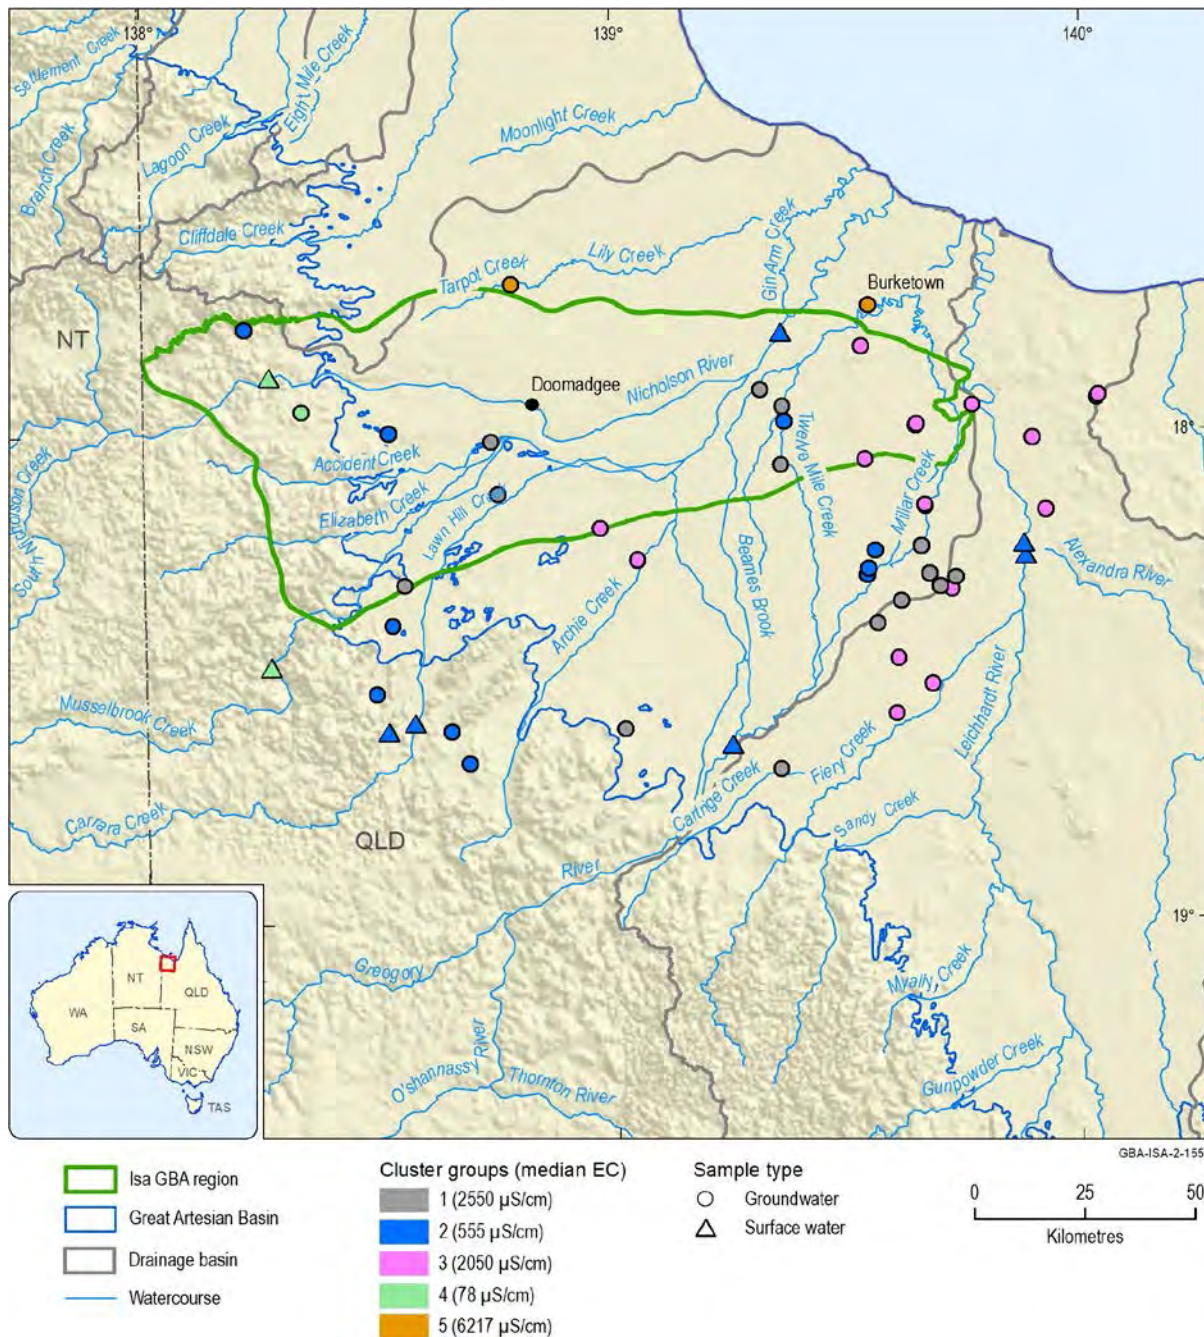 138°
139°
140°
Settlement Creek
Eight Mile Creek
Branch Creek
Lagoon Creek
Moonlight Creek
Cliffdale Creek
Gin Arm Creek
Lily Creek
Tarpot Creek
Burketown
NT
Doomadgee
Nicholson River
18°
Accident Creek
Twelve Mile Creek
South Nicholson Creek
Elizabeth Creek
Lawn Hill Creek
Millar Creek
Beames Brook
Alexandra River
Archie Creek
Musselbrook Creek
Leichhardt River
Fiery Creek
Cartrige Creek
Carrara Creek
QLD
Sandy Creek
River
19°
Greogory
Myally Creek
Gunpowder Creek
O'shannassy River
Thornton River
NT
QLD
WA
SA
NSW
VIC
TAS
GBA-ISA-2-155
Isa GBA region
Great Artesian Basin
Drainage basin
Watercourse
Cluster groups (median EC)
1 (2550 µS/cm)
2 (555 µS/cm)
3 (2050 µS/cm)
4 (78 µS/cm)
5 (6217 µS/cm)
Sample type
Groundwater
Surface water
0 25 50
Kilometres